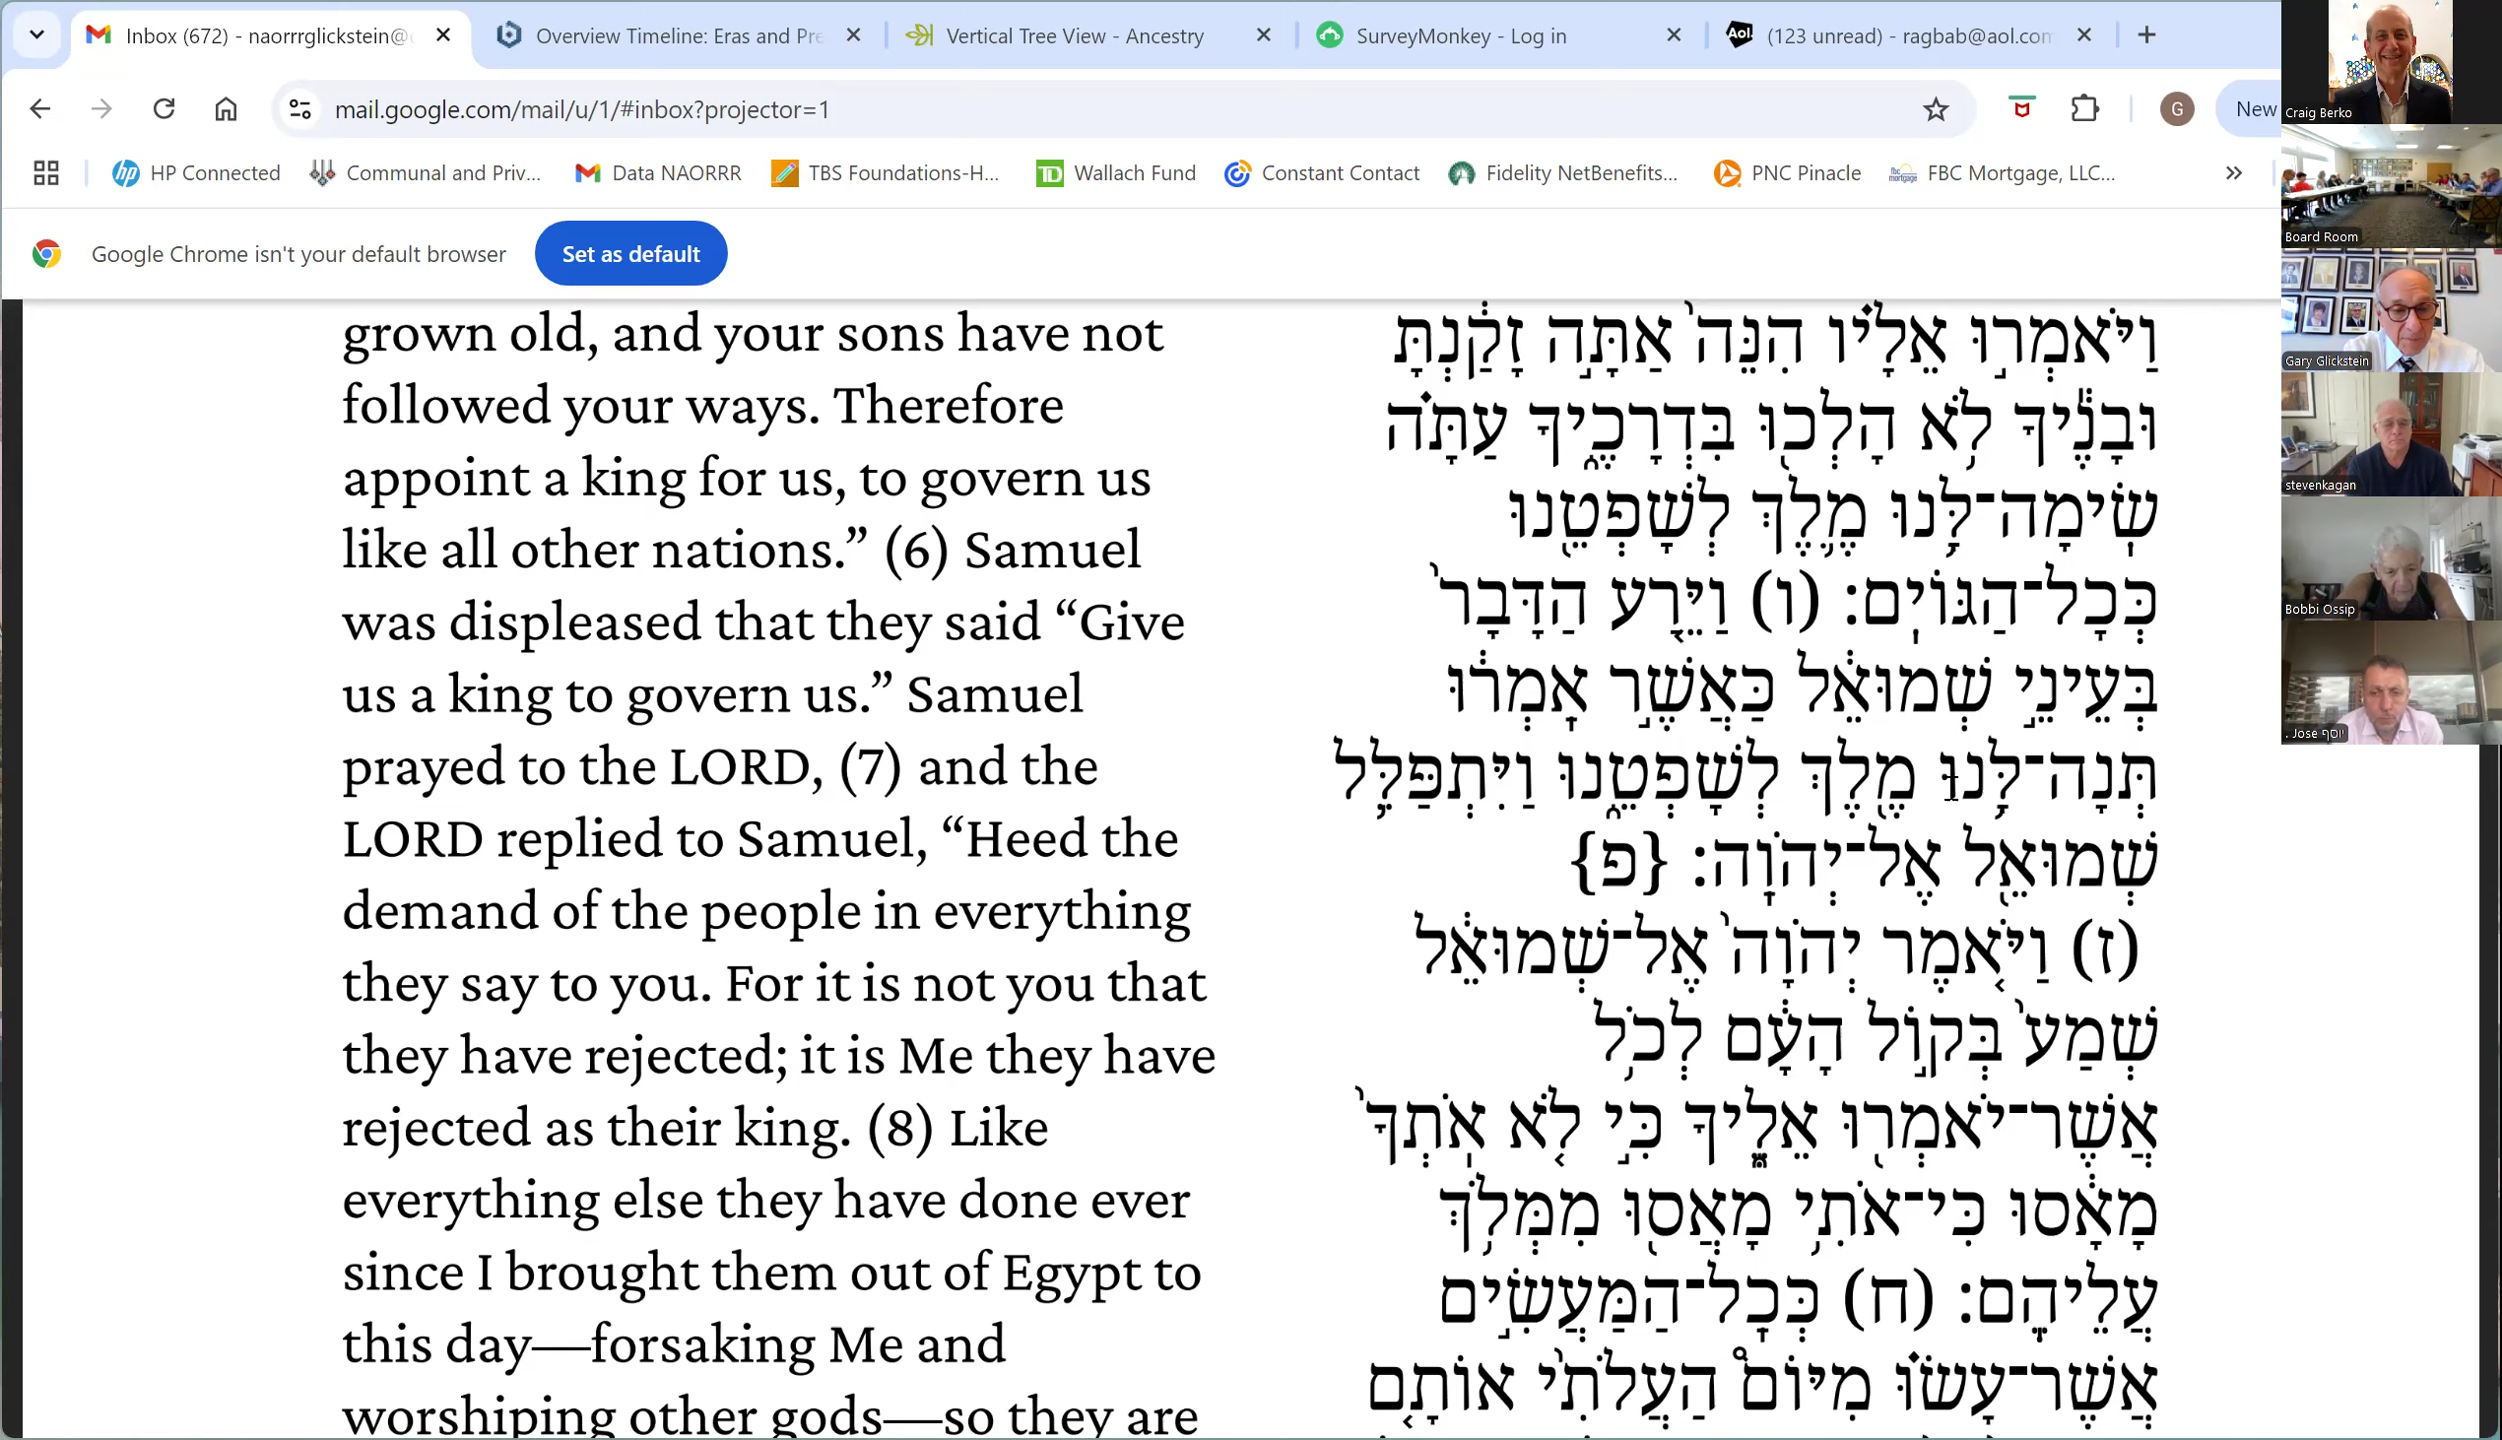 Inbox (672) - naorrrglickstein@
Overview Timeline: Eras and Pre
Vertical Tree View - Ancestry
SurveyMonkey - Log in
Aol.
(123 unread) - ragbab@aol.com
mail.google.com/mail/u/1/#inbox?projector=1
G
New
HP Connected
Communal and Priv...
Data NAORRR
TBS Foundations-H...
Wallach Fund
Constant Contact
Fidelity NetBenefits...
PNC Pinacle
FBC Mortgage, LLC...
Google Chrome isn't your default browser
Set as default
grown old, and your sons have not
followed your ways. Therefore
appoint a king for us, to govern us
like all other nations.” (6) Samuel
was displeased that they said “Give
us a king to govern us.” Samuel
prayed to the LORD, (7) and the
LORD replied to Samuel, “Heed the
demand of the people in everything
they say to you. For it is not you that
they have rejected; it is Me they have
rejected as their king. (8) Like
everything else they have done ever
since I brought them out of Egypt to
this day—forsaking Me and
worshiping other gods—so they are
וַיֹּאמְר֣וּ אֵלָ֗יו הִנֵּה֙ אַתָּ֣ה זָקַ֔נְתָּ
וּבָנֶ֕יךָ לֹ֥א הָלְכ֖וּ בִּדְרָכֶ֑יךָ עַתָּ֗ה
שִֽׂימָה־לָּ֥נוּ מֶ֛לֶךְ לְשׇׁפְטֵ֖נוּ
כְּכׇל־הַגּוֹיִֽם׃ (ו) וַיֵּ֤רַע הַדָּבָר֙
בְּעֵינֵ֣י שְׁמוּאֵ֔ל כַּאֲשֶׁ֣ר אָֽמְר֔וּ
תְּנָה־לָּ֥נוּ מֶ֖לֶךְ לְשׇׁפְטֵ֑נוּ וַיִּתְפַּלֵּ֥ל
שְׁמוּאֵ֖ל אֶל־יְהֹוָֽה׃ {פ}
(ז) וַיֹּ֤אמֶר יְהֹוָה֙ אֶל־שְׁמוּאֵ֔ל
שְׁמַע֙ בְּק֣וֹל הָעָ֔ם לְכֹ֥ל
אֲשֶׁר־יֹאמְר֖וּ אֵלֶ֑יךָ כִּ֣י לֹ֤א אֹֽתְךָ֙
מָאָ֔סוּ כִּי־אֹתִ֥י מָאֲס֖וּ מִמְּלֹ֥ךְ
עֲלֵיהֶֽם׃ (ח) כְּכׇֽל־הַמַּעֲשִׂ֣ים
אֲשֶׁר־עָשׂ֗וּ מִיּוֹם֩ הַעֲלֹתִ֨י אוֹתָ֤ם
Craig Berko
Board Room
Gary Glickstein
stevenkagan
Bobbi Ossip
. Jose יוסף